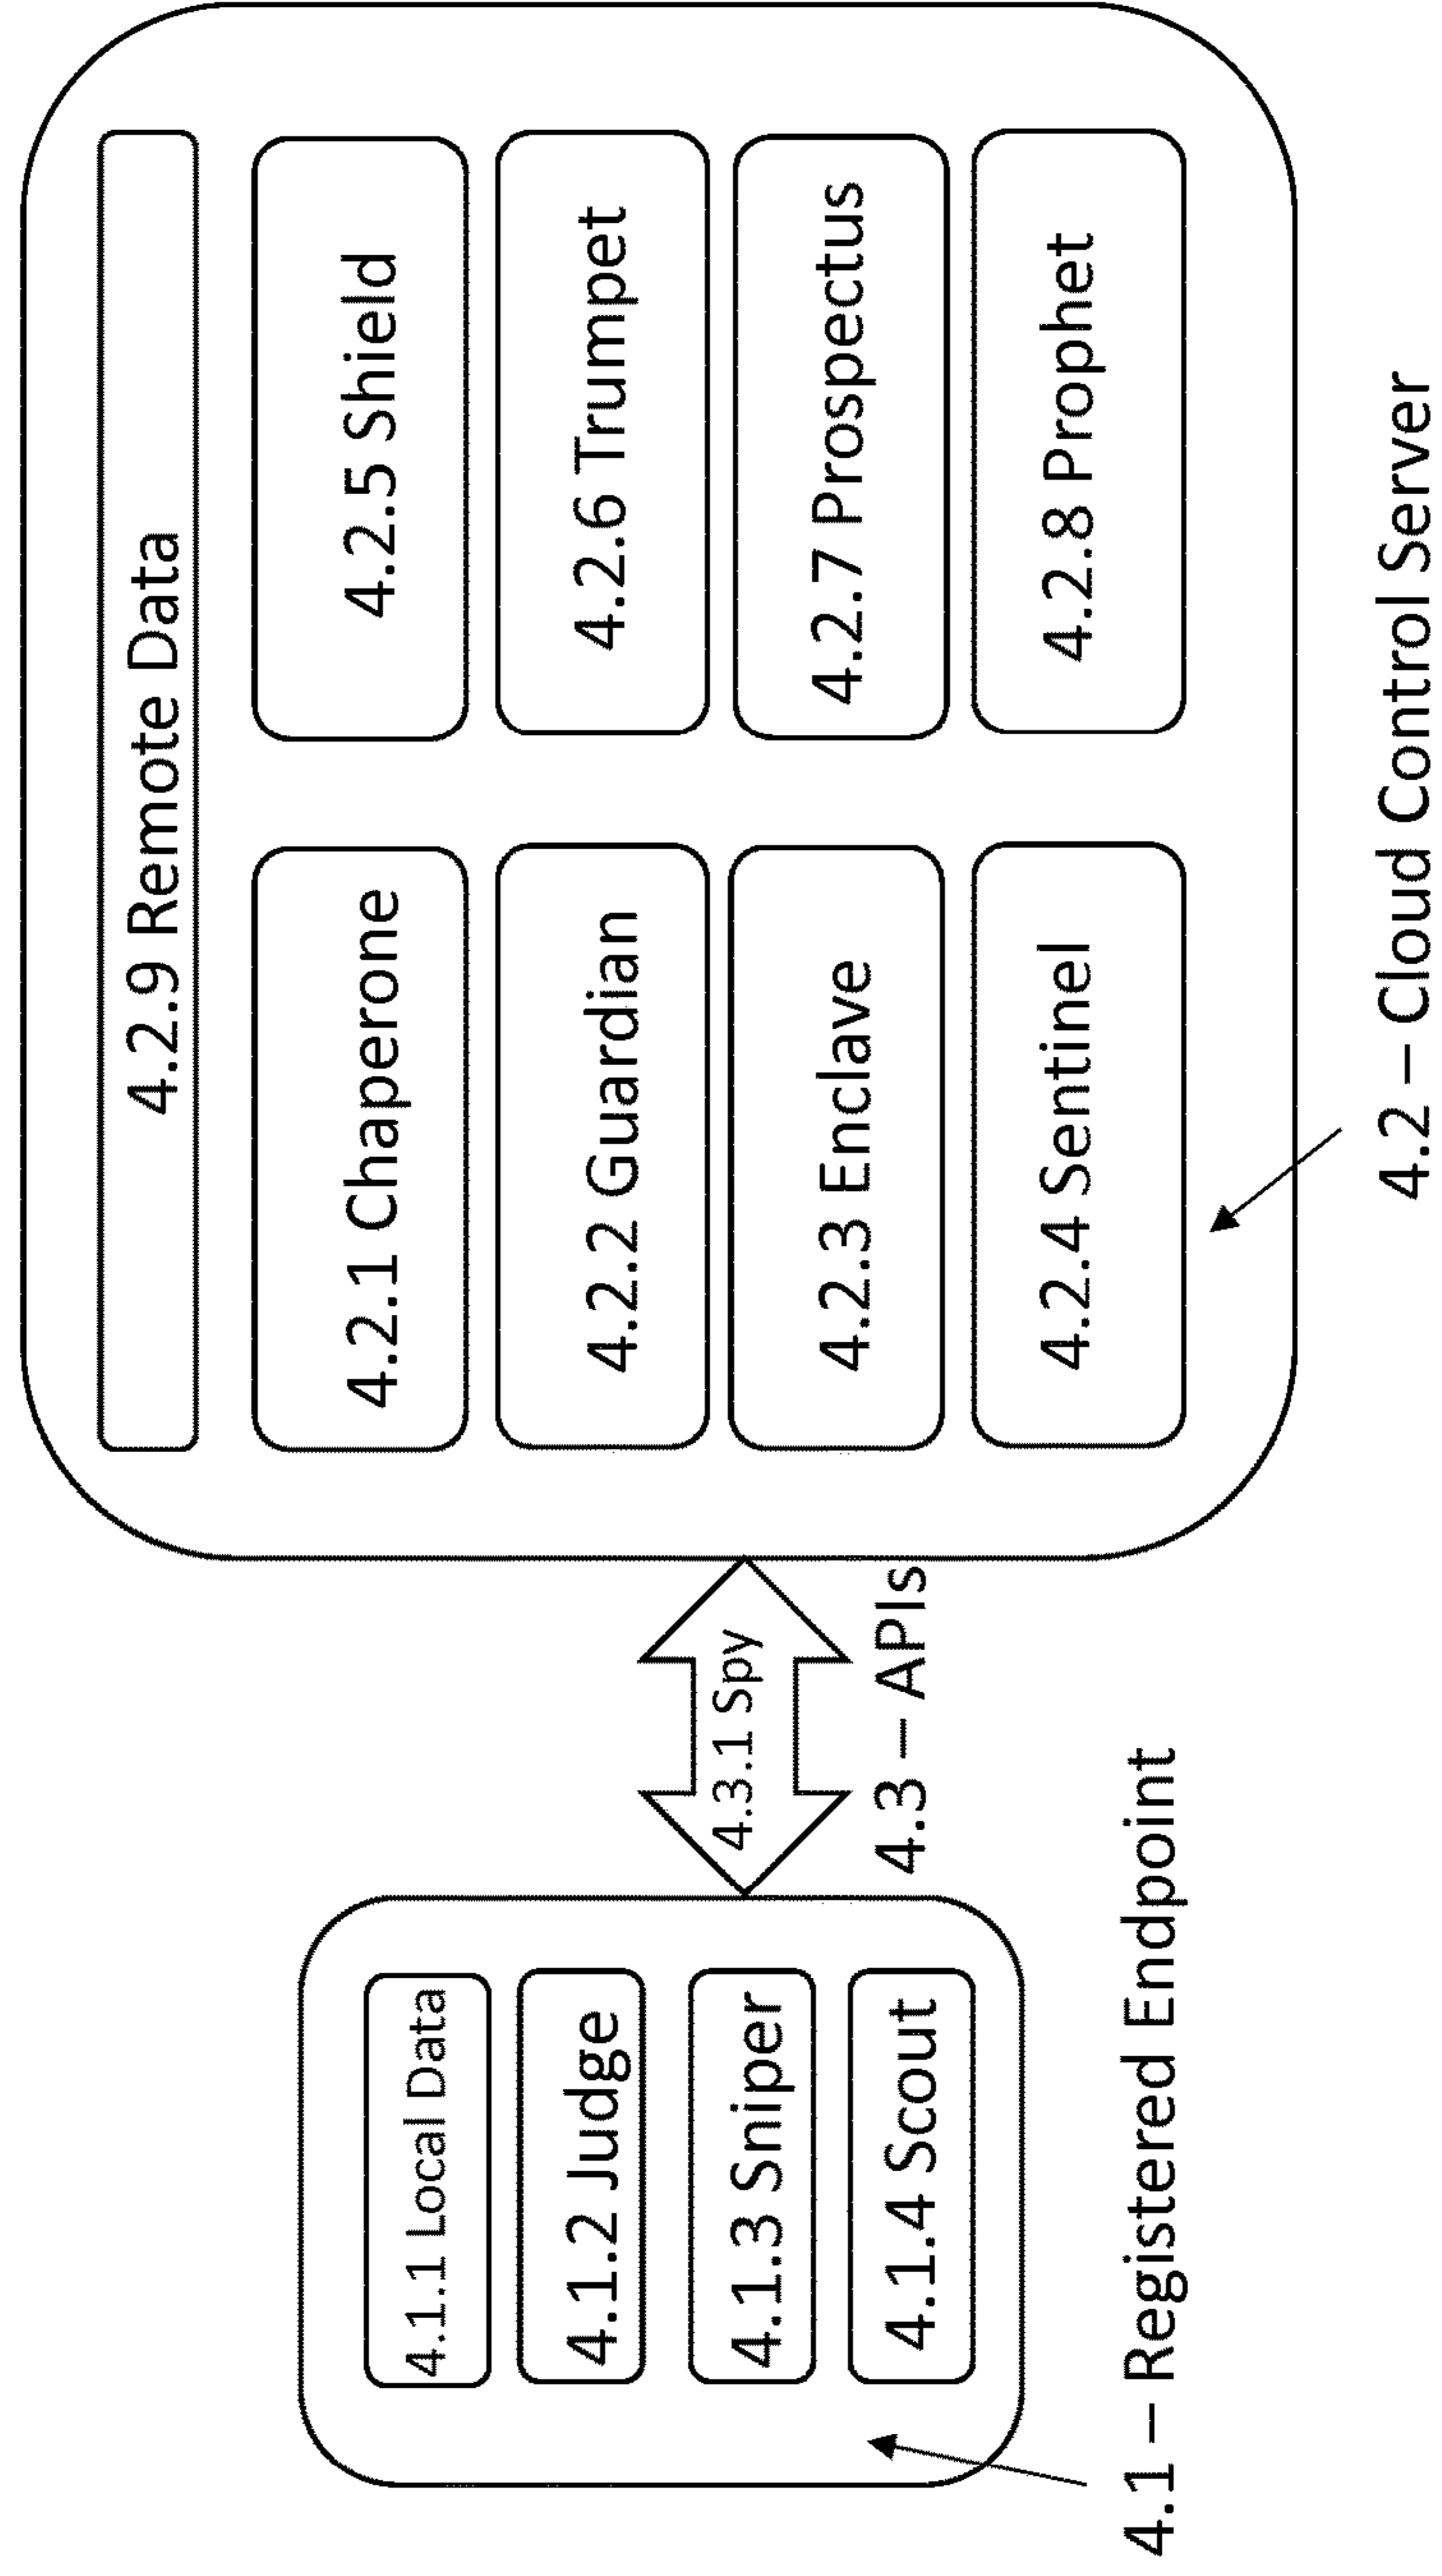 4.1.1 Local Data
4.1.2 Judge
4.1.3 Sniper
4.1.4 Scout
4.1 – Registered Endpoint
4.3.1 Spy
4.3 – APIs
4.2.9 Remote Data
4.2.1 Chaperone
4.2.5 Shield
4.2.2 Guardian
4.2.6 Trumpet
4.2.3 Enclave
4.2.7 Prospectus
4.2.4 Sentinel
4.2.8 Prophet
4.2 – Cloud Control Server